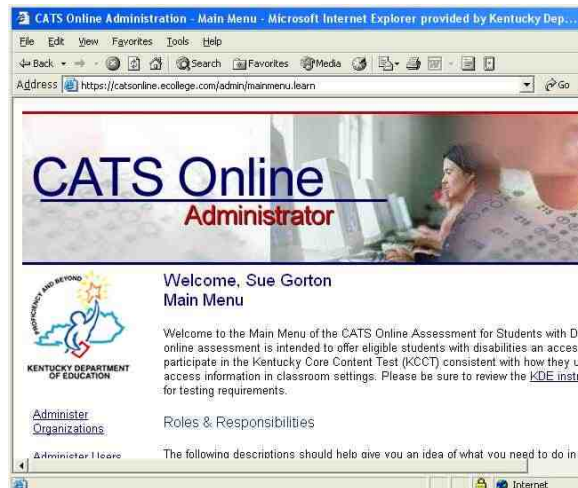 CATS Online Administration - Main Menu - Microsoft Internet Explorer provided by Kentucky Dep...
File Edit View Favorites Tools Help
Back Search Favorites Media
Address https://catsonline.ecollege.com/admin/mainmenu.learn Go
CATS Online
Administrator
PROFICIENCY AND BEYOND
KENTUCKY DEPARTMENT
OF EDUCATION
Administer
Organizations
Administer Users
Welcome, Sue Gorton
Main Menu
Welcome to the Main Menu of the CATS Online Assessment for Students with D
online assessment is intended to offer eligible students with disabilities an acces
participate in the Kentucky Core Content Test (KCCT) consistent with how they u
access information in classroom settings. Please be sure to review the KDE inst
for testing requirements.
Roles & Responsibilities
The following descriptions should help give you an idea of what you need to do in
Internet